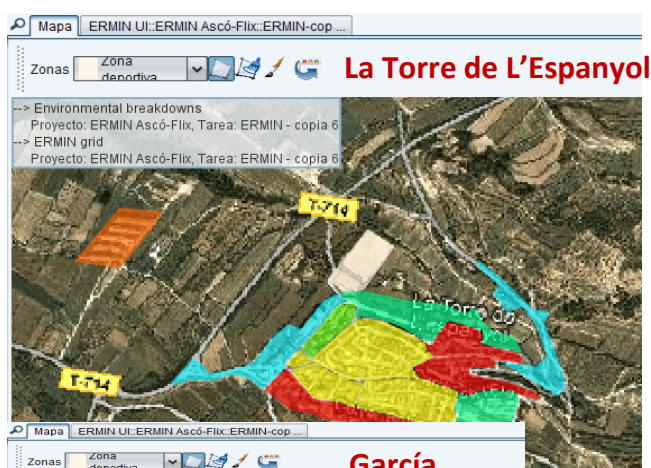 Mapa ERMIN UI::ERMIN Ascó-Flix::ERMIN-cop ...
Zonas Zona deportiva La Torre de L'Espanyol
--> Environmental breakdowns
Proyecto: ERMIN Ascó-Flix, Tarea: ERMIN - copia 6
--> ERMIN grid
Proyecto: ERMIN Ascó-Flix, Tarea: ERMIN - copia 6
T-714
La Torre de
L'Espanyol
T-714
Mapa ERMIN UI::ERMIN Ascó-Flix::ERMIN-cop ...
Zonas Zona deportiva García